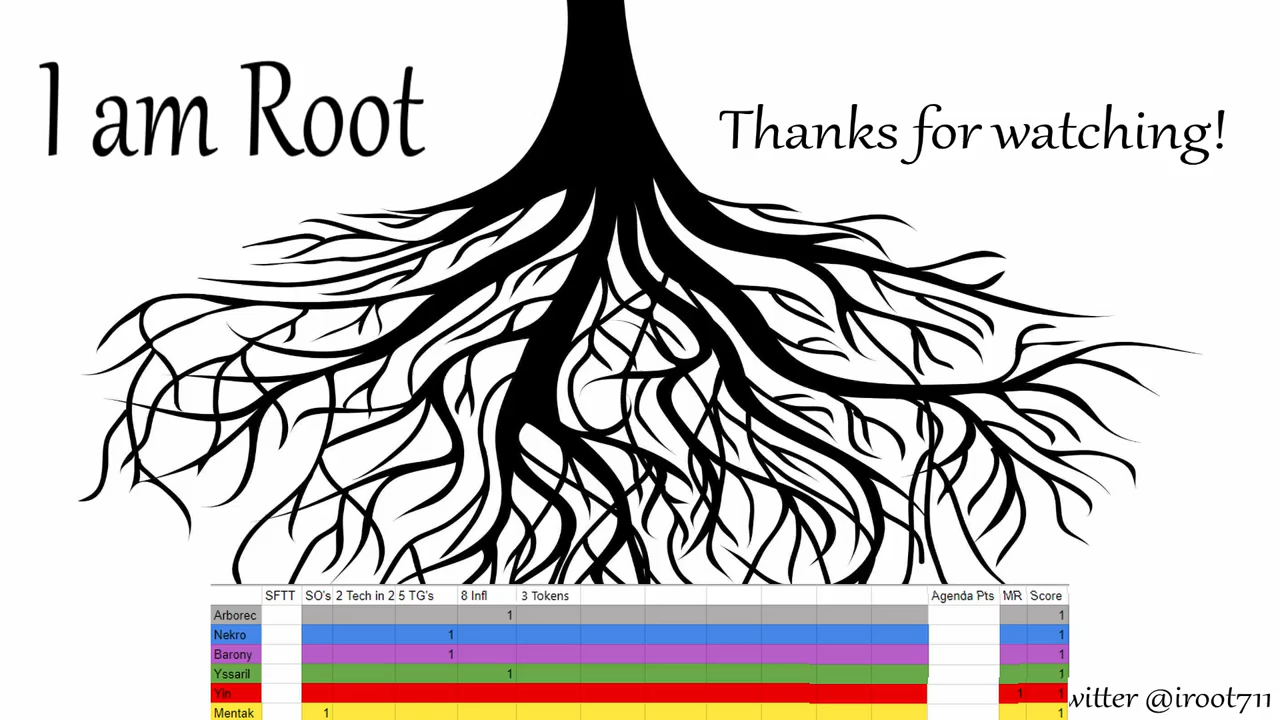 I am Root
Thanks for watching!
SFTT SO's 2 Tech in 2 5 TG's 8 Infl 3 Tokens Agenda Pts MR Score
Arborec 1 1
Nekro 1 1
Barony 1 1
Yssaril 1 1
Yin 1 1
Mentak 1 1
witter @iroot711